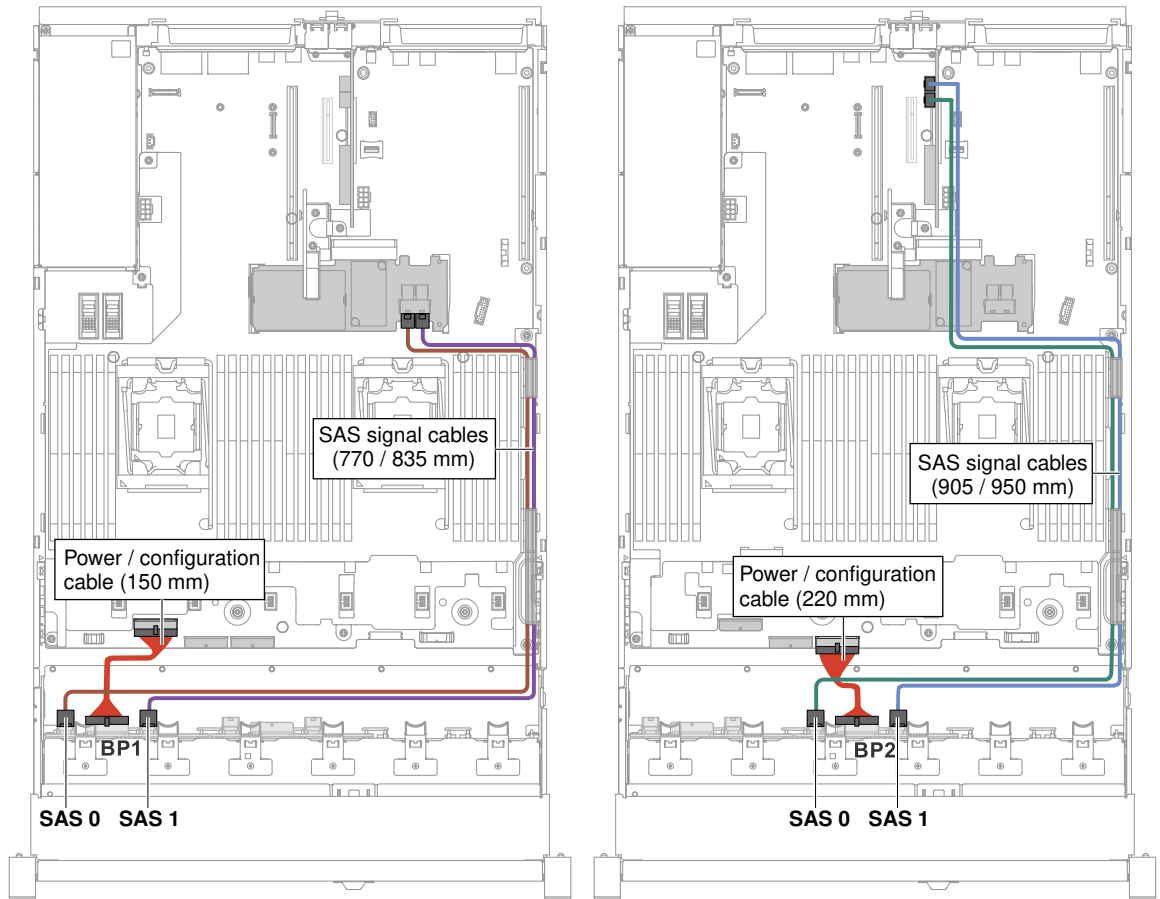 SAS signal cables
(770 / 835 mm)
Power / configuration
cable (150 mm)
BP1
SAS 0
SAS 1
SAS signal cables
(905 / 950 mm)
Power / configuration
cable (220 mm)
BP2
SAS 0
SAS 1